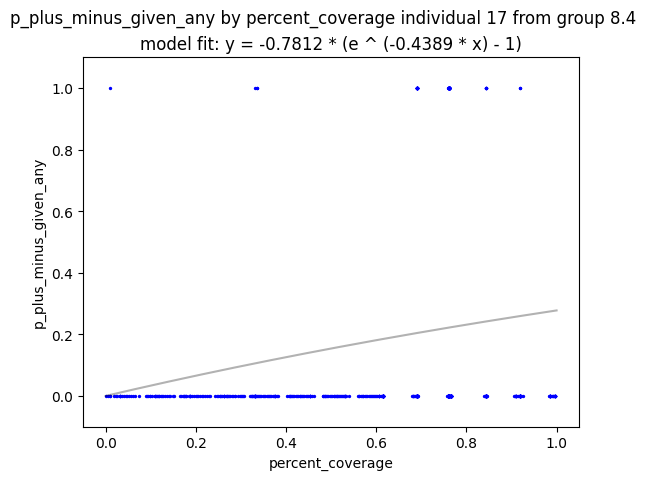 p_plus_minus_given_any by percent_coverage individual 17 from group 8.4
model fit: y = -0.7812 * (e ^ (-0.4389 * x) - 1)
1.0
0.8
0.6
0.4
0.2
0.0
p_plus_minus_given_any
0.0 0.2 0.4 0.6 0.8 1.0
percent_coverage